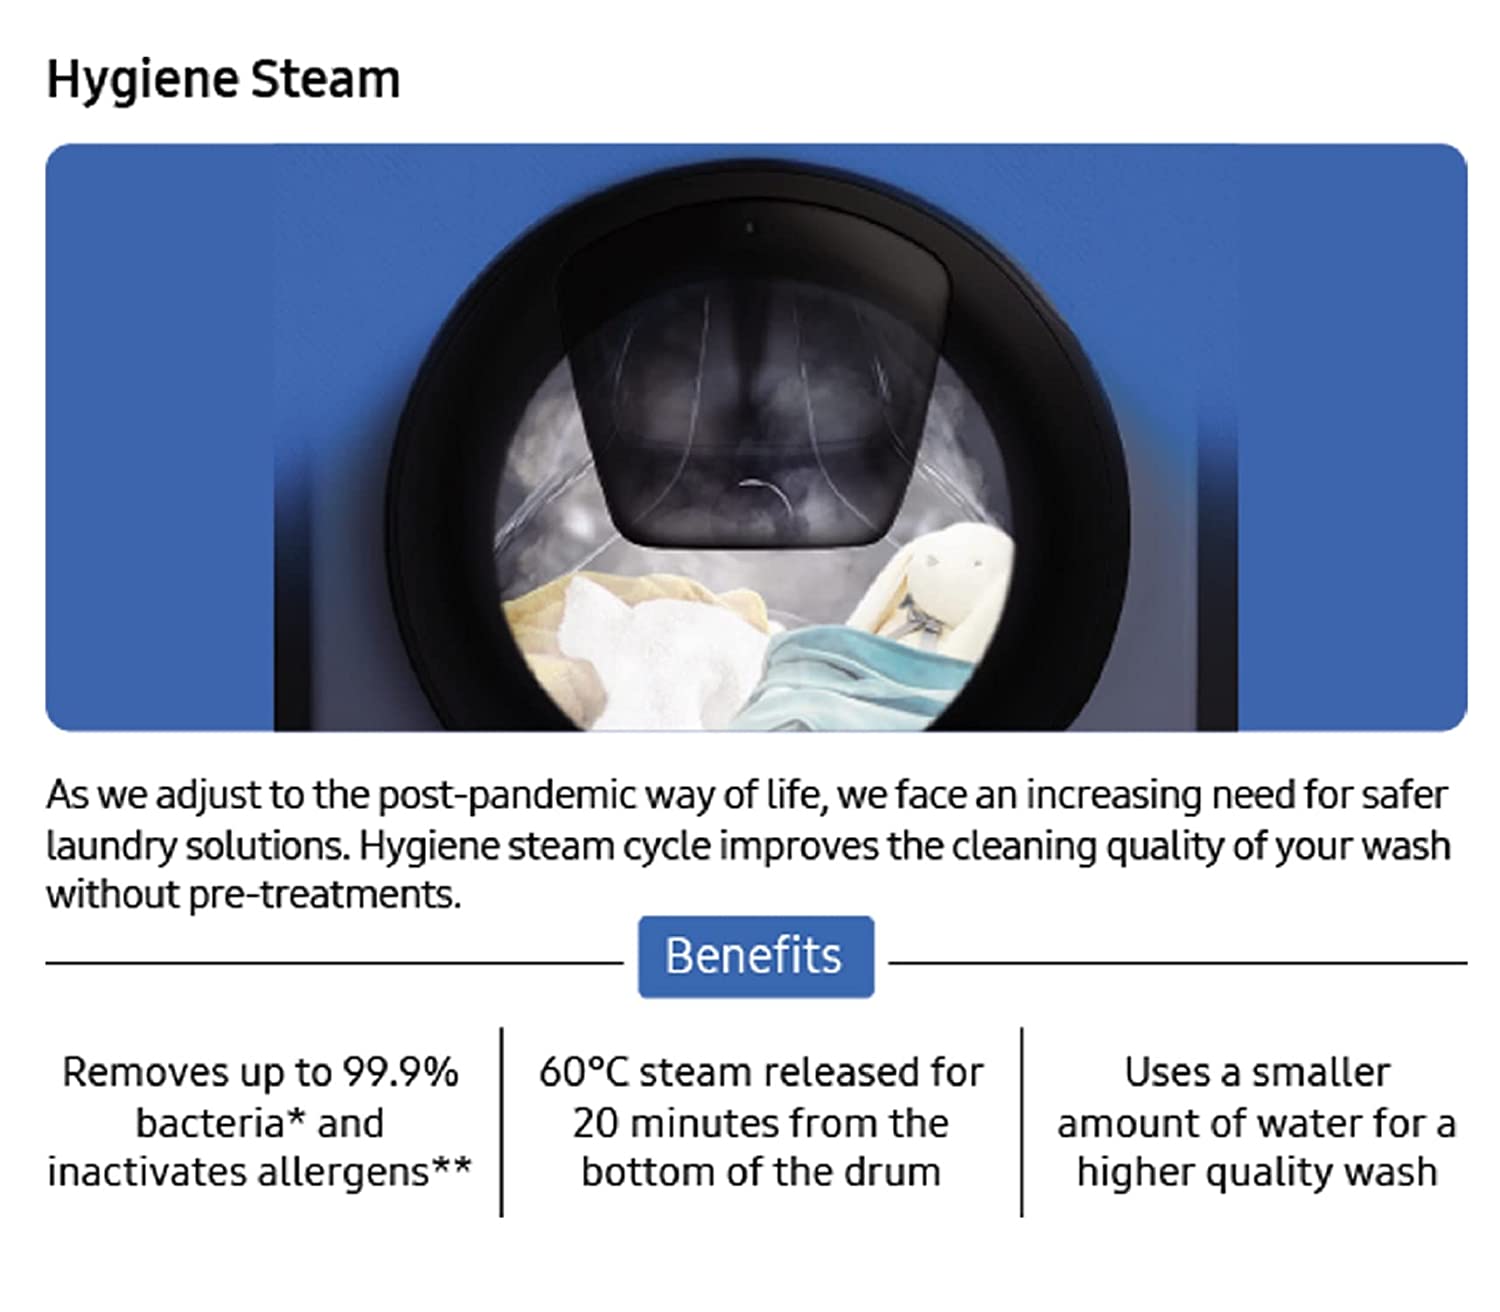 Hygiene Steam
As we adjust to the post-pandemic way of life, we face an increasing need for safer
laundry solutions. Hygiene steam cycle improves the cleaning quality of your wash
without pre-treatments.
Benefits
Removes up to 99.9%
bacteria* and
inactivates allergens**
60°C steam released for
20 minutes from the
bottom of the drum
Uses a smaller
amount of water for a
higher quality wash